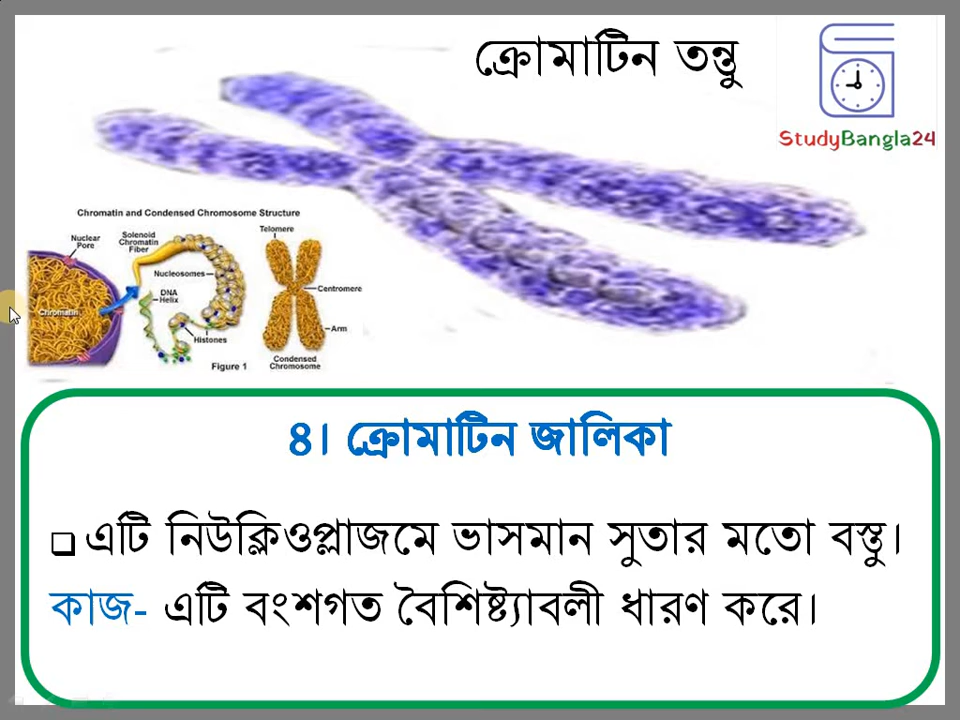 ক্রোমাটিন তন্তু
StudyBangla24
Chromatin and Condensed Chromosome Structure
Nuclear
Pore
Solenoid
Chromatin
Fiber
Telomere
Nucleosomes
DNA
Helix
Centromere
Chromatin
Histones
Arm
Figure 1
Condensed
Chromosome
৪। ক্রোমাটিন জালিকা
এটি নিউক্লিওপ্লাজমে ভাসমান সুতার মতো বস্তু।
কাজ- এটি বংশগত বৈশিষ্ট্যাবলী ধারণ করে।